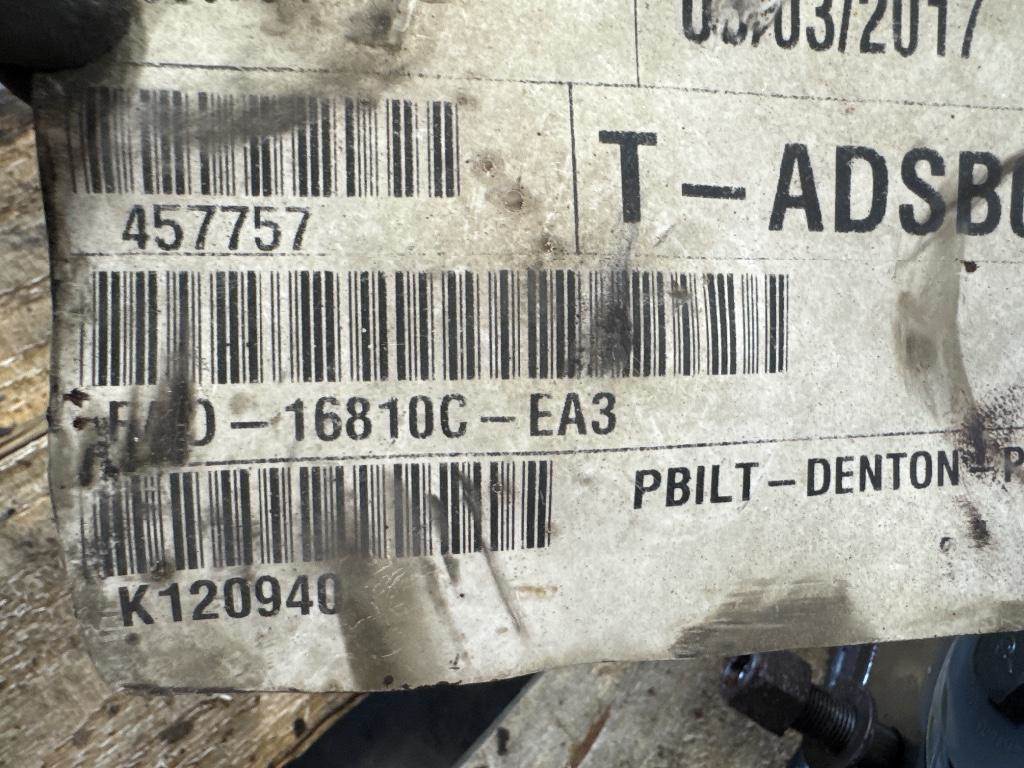 03/2017
T-ADSB
457757
16810C-EA3
PBILT-DENTON-P
K120940